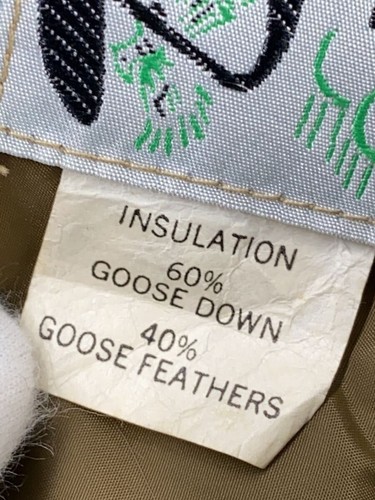 INSULATION
60%
GOOSE DOWN
40%
GOOSE FEATHERS